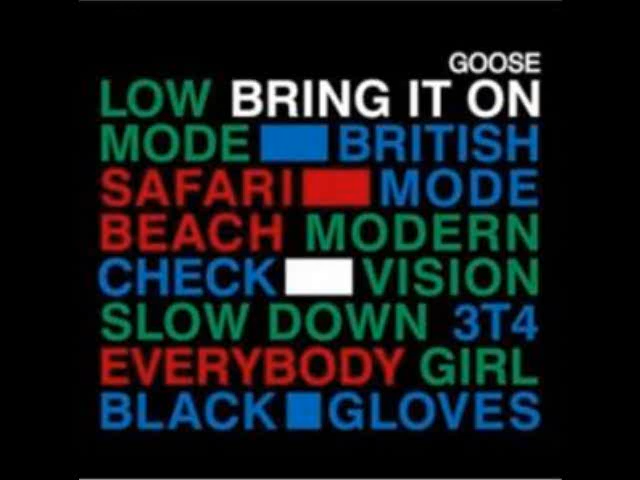 GOOSE
LOW BRING IT ON
MODE BRITISH
SAFARI MODE
BEACH MODERN
CHECK VISION
SLOW DOWN 3T4
EVERYBODY GIRL
BLACK GLOVES